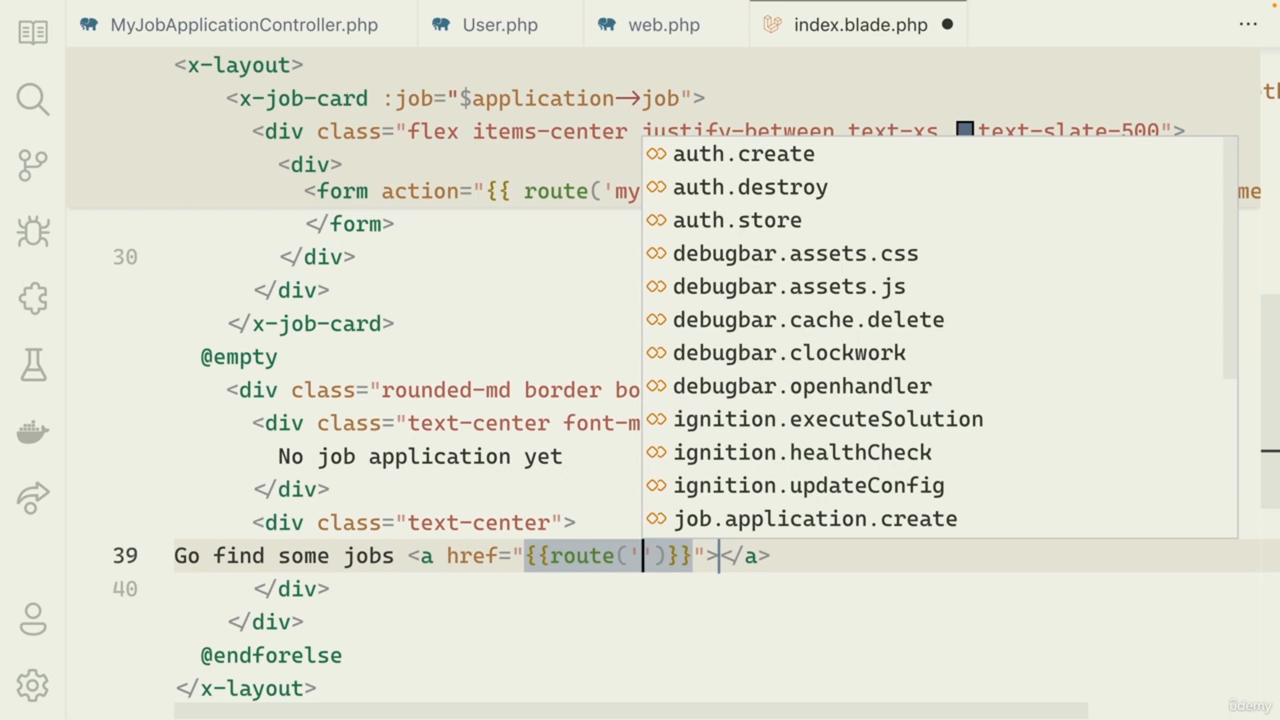 MyJobApplicationController.php User.php web.php index.blade.php
<x-layout>
<x-job-card :job="$application->job">
<div class="flex items-center justify-between text-xs text-slate-500">
<div>
<form action="{{ route('my
</form>
30 </div>
</div>
</x-job-card>
@empty
<div class="rounded-md border bo
<div class="text-center font-m
No job application yet
</div>
<div class="text-center">
39 Go find some jobs <a href="{{route('')}}"></a>
40 </div>
</div>
@endforelse
</x-layout>
auth.create
auth.destroy
auth.store
debugbar.assets.css
debugbar.assets.js
debugbar.cache.delete
debugbar.clockwork
debugbar.openhandler
ignition.executeSolution
ignition.healthCheck
ignition.updateConfig
job.application.create
th
me
udemy